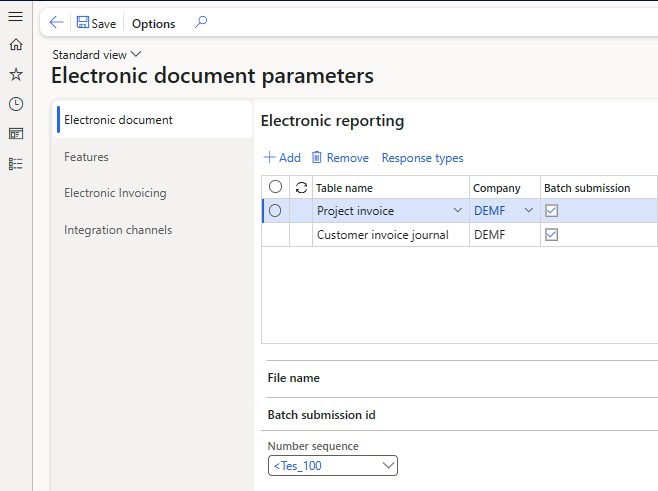 Save Options
Standard view
Electronic document parameters
Electronic document
Features
Electronic Invoicing
Integration channels
Electronic reporting
Add Remove Response types
Table name Company Batch submission
Project invoice DEMF
Customer invoice journal DEMF
File name
Batch submission id
Number sequence
<Tes_100